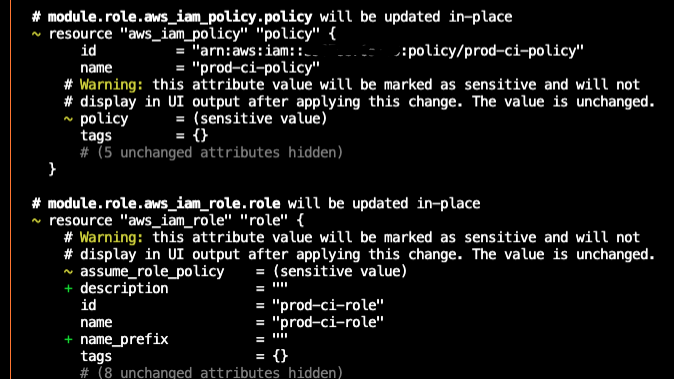 # module.role.aws_iam_policy.policy will be updated in-place
~ resource "aws_iam_policy" "policy" {
id = "arn:aws:iam:: :policy/prod-ci-policy"
name = "prod-ci-policy"
# Warning: this attribute value will be marked as sensitive and will not
# display in UI output after applying this change. The value is unchanged.
~ policy = (sensitive value)
tags = {}
# (5 unchanged attributes hidden)
}
# module.role.aws_iam_role.role will be updated in-place
~ resource "aws_iam_role" "role" {
# Warning: this attribute value will be marked as sensitive and will not
# display in UI output after applying this change. The value is unchanged.
~ assume_role_policy = (sensitive value)
+ description = ""
id = "prod-ci-role"
name = "prod-ci-role"
+ name_prefix = ""
tags = {}
# (8 unchanged attributes hidden)